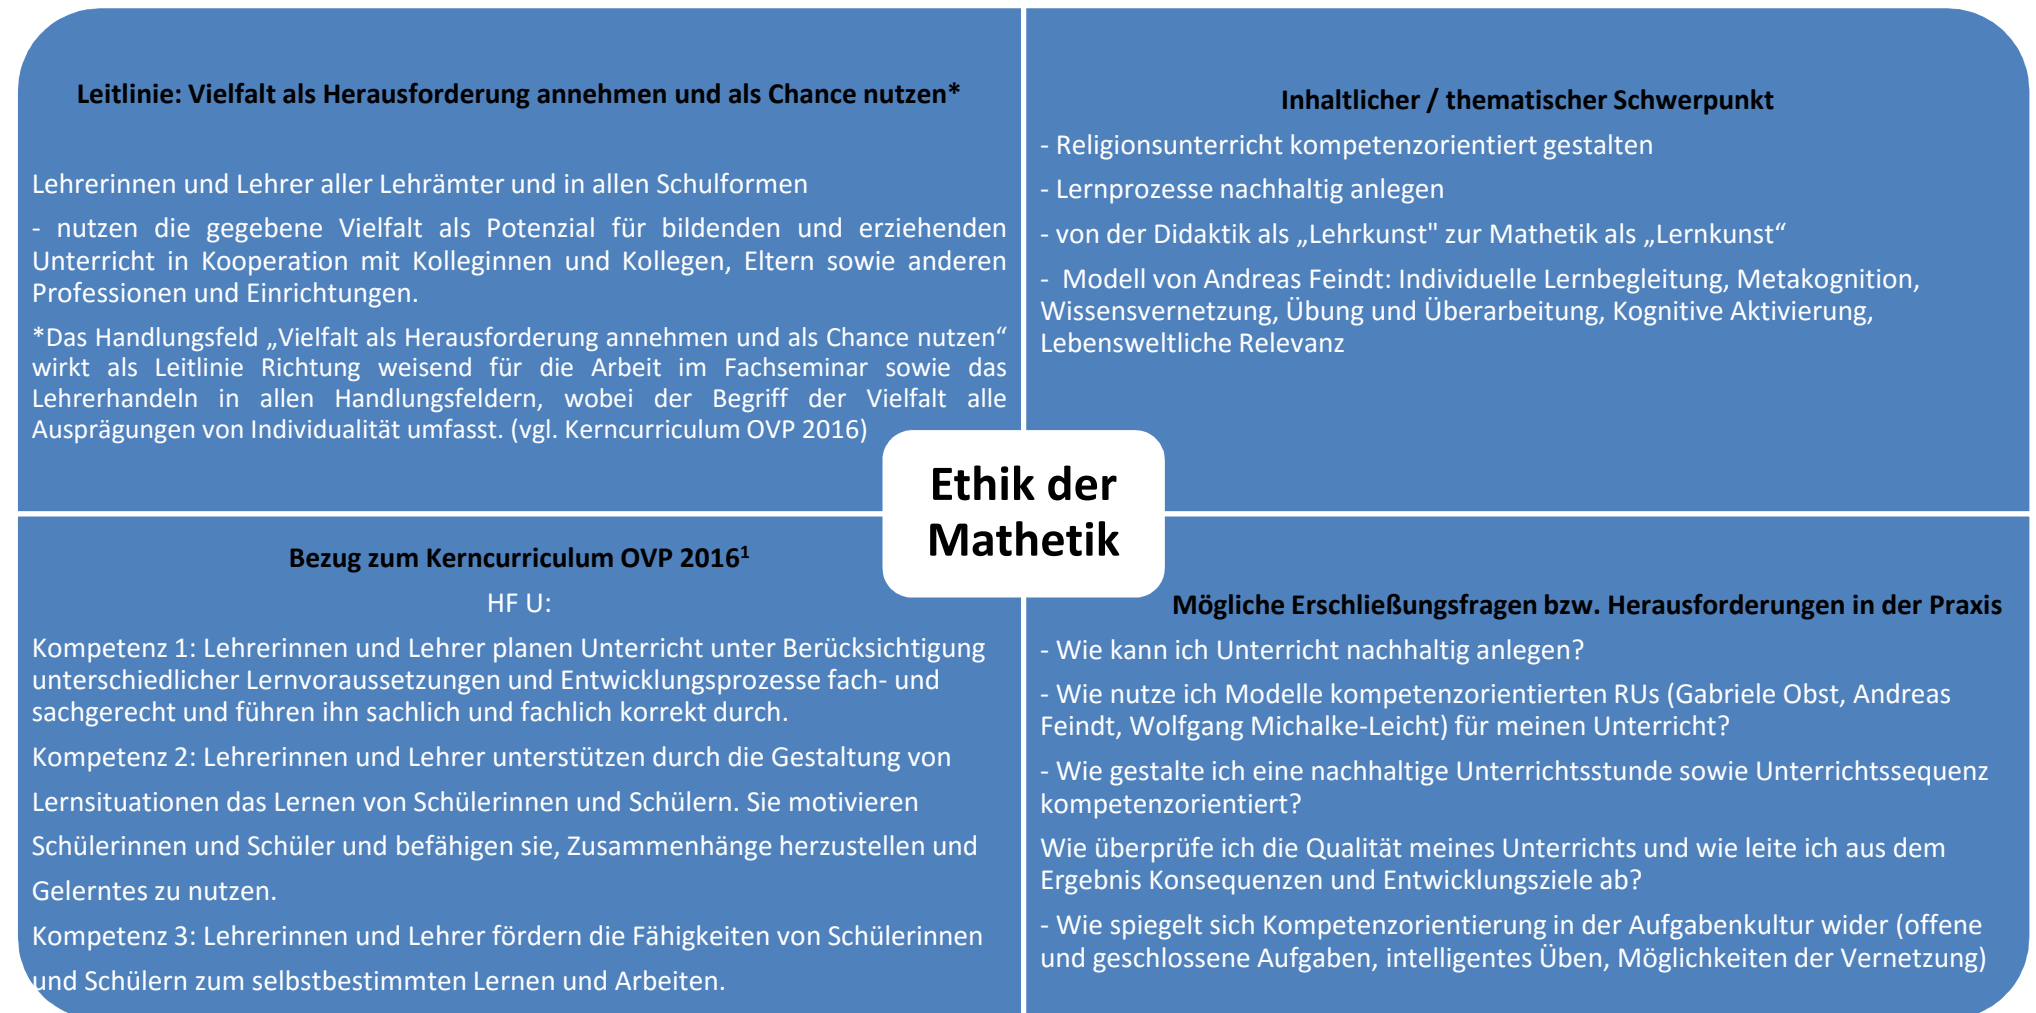 Leitlinie: Vielfalt als Herausforderung annehmen und als Chance nutzen*
Lehrerinnen und Lehrer aller Lehrämter und in allen Schulformen
- nutzen die gegebene Vielfalt als Potenzial für bildenden und erziehenden
Unterricht in Kooperation mit Kolleginnen und Kollegen, Eltern sowie anderen
Professionen und Einrichtungen.
*Das Handlungsfeld „Vielfalt als Herausforderung annehmen und als Chance nutzen“
wirkt als Leitlinie Richtung weisend für die Arbeit im Fachseminar sowie das
Lehrerhandeln in allen Handlungsfeldern, wobei der Begriff der Vielfalt alle
Ausprägungen von Individualität umfasst. (vgl. Kerncurriculum OVP 2016)
Inhaltlicher / thematischer Schwerpunkt
- Religionsunterricht kompetenzorientiert gestalten
- Lernprozesse nachhaltig anlegen
- von der Didaktik als „Lehrkunst" zur Mathetik als „Lernkunst“
- Modell von Andreas Feindt: Individuelle Lernbegleitung, Metakognition,
Wissensvernetzung, Übung und Überarbeitung, Kognitive Aktivierung,
Lebensweltliche Relevanz
Ethik der
Mathetik
Bezug zum Kerncurriculum OVP 2016¹
HF U:
Kompetenz 1: Lehrerinnen und Lehrer planen Unterricht unter Berücksichtigung
unterschiedlicher Lernvoraussetzungen und Entwicklungsprozesse fach- und
sachgerecht und führen ihn sachlich und fachlich korrekt durch.
Kompetenz 2: Lehrerinnen und Lehrer unterstützen durch die Gestaltung von
Lernsituationen das Lernen von Schülerinnen und Schülern. Sie motivieren
Schülerinnen und Schüler und befähigen sie, Zusammenhänge herzustellen und
Gelerntes zu nutzen.
Kompetenz 3: Lehrerinnen und Lehrer fördern die Fähigkeiten von Schülerinnen
und Schülern zum selbstbestimmten Lernen und Arbeiten.
Mögliche Erschließungsfragen bzw. Herausforderungen in der Praxis
- Wie kann ich Unterricht nachhaltig anlegen?
- Wie nutze ich Modelle kompetenzorientierten RUs (Gabriele Obst, Andreas
Feindt, Wolfgang Michalke-Leicht) für meinen Unterricht?
- Wie gestalte ich eine nachhaltige Unterrichtsstunde sowie Unterrichtssequenz
kompetenzorientiert?
Wie überprüfe ich die Qualität meines Unterrichts und wie leite ich aus dem
Ergebnis Konsequenzen und Entwicklungsziele ab?
- Wie spiegelt sich Kompetenzorientierung in der Aufgabenkultur wider (offene
und geschlossene Aufgaben, intelligentes Üben, Möglichkeiten der Vernetzung)